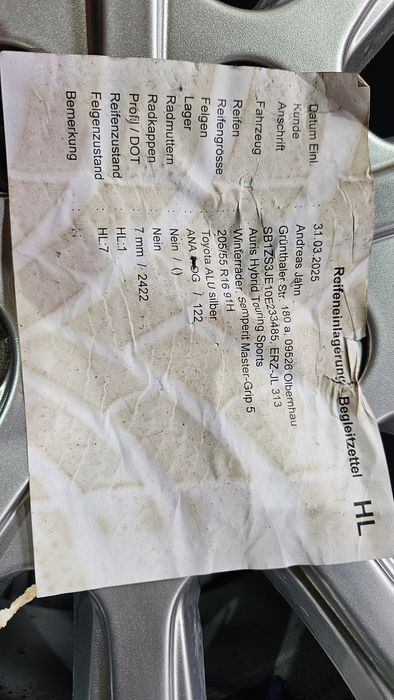 Reifeneinlagerung / Begleitzettel HL
Datum Einl. : 31.03.2025
Kunde : Andreas Jahn
Anschrift : Grünthaler Str. 180 a, 09526 Olbernhau
SB1ZS3JE10E233485, ERZ-JL 313
Fahrzeug : Auris Hybrid Touring Sports
Reifen : Winterräder, Semperit Master-Grip 5
Reifengrösse : 205/55 R16 91H
Felgen : Toyota ALU silber
Lager : ANA OG / 122
Radmuttern : Nein / ()
Radkappen : Nein
Profil / DOT : 7 mm / 2422
Reifenzustand : HL:1
Felgenzustand : HL:7
Bemerkung :